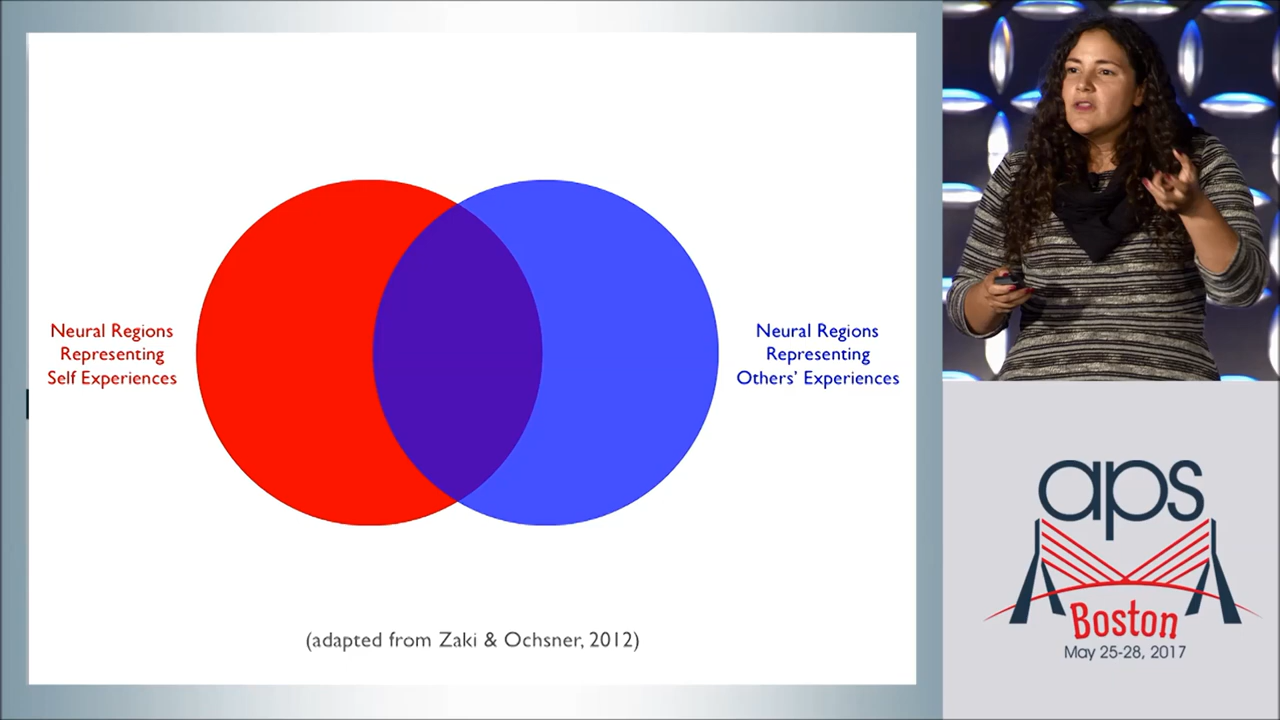 Neural Regions
Representing
Self Experiences
Neural Regions
Representing
Others' Experiences
(adapted from Zaki & Ochsner, 2012)
aps
Boston
May 25-28, 2017